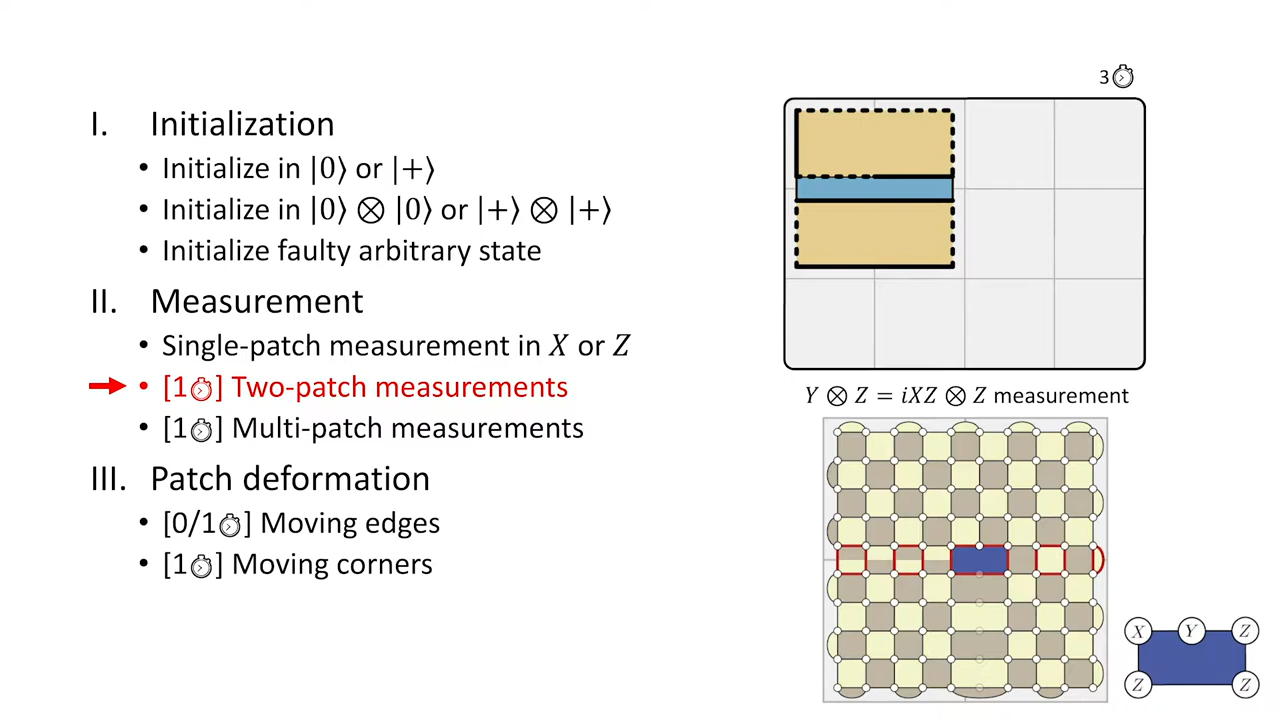 I. Initialization
• Initialize in |0⟩ or |+⟩
• Initialize in |0⟩ ⊗ |0⟩ or |+⟩ ⊗ |+⟩
• Initialize faulty arbitrary state
II. Measurement
• Single-patch measurement in X or Z
• [1⏱] Two-patch measurements
• [1⏱] Multi-patch measurements
III. Patch deformation
• [0/1⏱] Moving edges
• [1⏱] Moving corners
3⏱
Y ⊗ Z = iXZ ⊗ Z measurement
X Y Z
Z Z